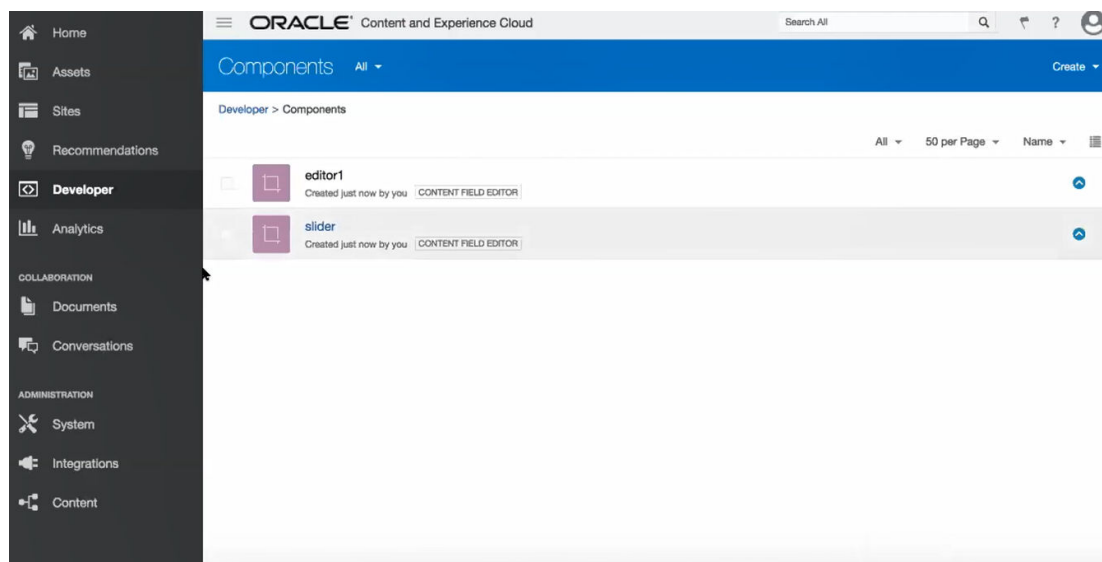 ORACLE® Content and Experience Cloud
Search All
?
Components All
Create
Developer > Components
All 50 per Page Name
editor1
Created just now by you CONTENT FIELD EDITOR
slider
Created just now by you CONTENT FIELD EDITOR
Home
Assets
Sites
Recommendations
Developer
Analytics
COLLABORATION
Documents
Conversations
ADMINISTRATION
System
Integrations
Content